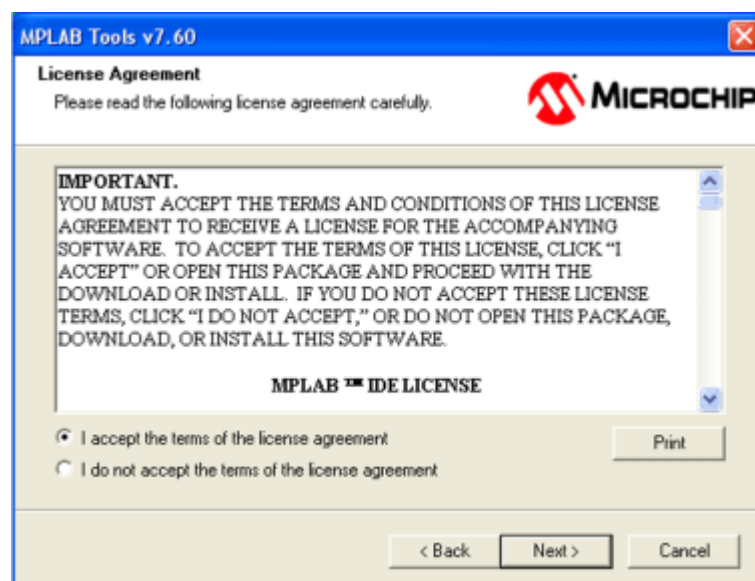 MPLAB Tools v7.60
License Agreement
Please read the following license agreement carefully.
MICROCHIP
IMPORTANT.
YOU MUST ACCEPT THE TERMS AND CONDITIONS OF THIS LICENSE
AGREEMENT TO RECEIVE A LICENSE FOR THE ACCOMPANYING
SOFTWARE. TO ACCEPT THE TERMS OF THIS LICENSE, CLICK “I
ACCEPT” OR OPEN THIS PACKAGE AND PROCEED WITH THE
DOWNLOAD OR INSTALL. IF YOU DO NOT ACCEPT THESE LICENSE
TERMS, CLICK “I DO NOT ACCEPT,” OR DO NOT OPEN THIS PACKAGE,
DOWNLOAD, OR INSTALL THIS SOFTWARE.
MPLAB ™ IDE LICENSE
I accept the terms of the license agreement
Print
I do not accept the terms of the license agreement
< Back Next > Cancel